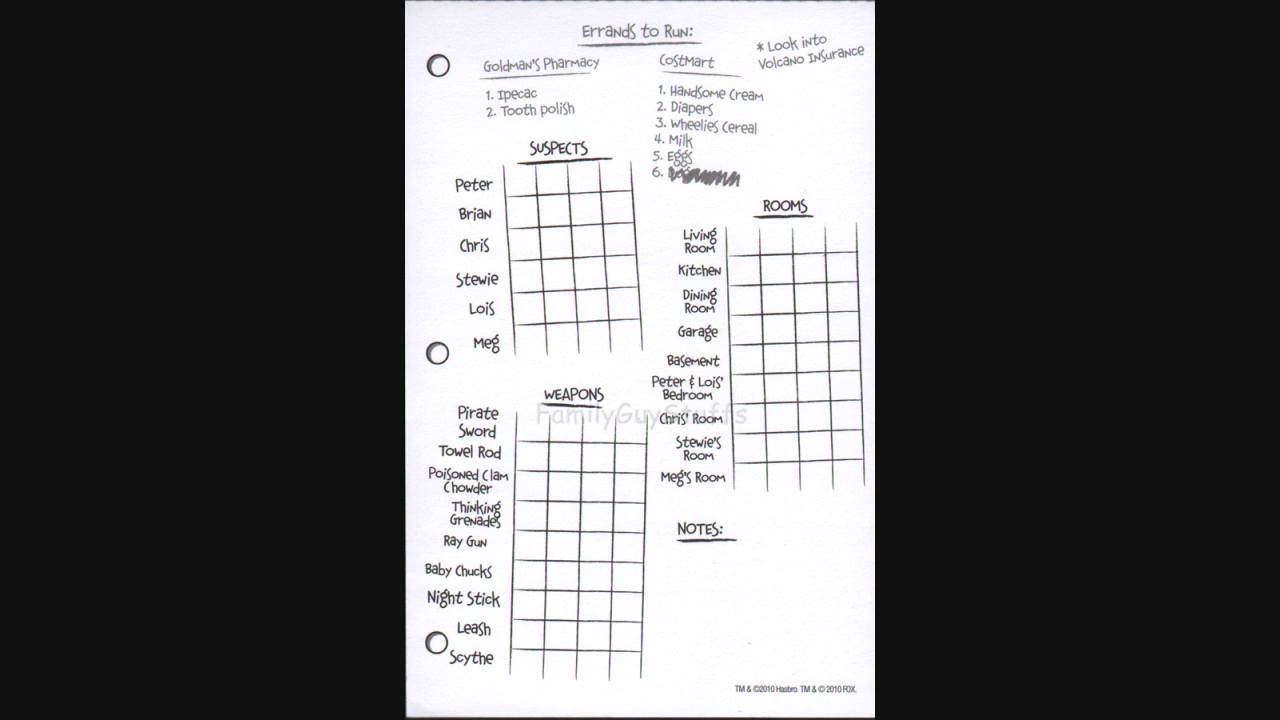 Errands to Run:
* Look into
Volcano Insurance
Goldman's Pharmacy
1. Ipecac
2. Tooth polish
CostMart
1. Handsome Cream
2. Diapers
3. Wheelies Cereal
4. Milk
5. Eggs
6.
SUSPECTS
Peter
Brian
Chris
Stewie
Lois
Meg
WEAPONS
Pirate
Sword
Towel Rod
Poisoned Clam
Chowder
Thinking
Grenades
Ray Gun
Baby Chucks
Night Stick
Leash
Scythe
ROOMS
Living
Room
Kitchen
Dining
Room
Garage
Basement
Peter & Lois'
Bedroom
Chris' Room
Stewie's
Room
Meg's Room
NOTES:
FamilyGuyStuffs
TM & ©2010 Hasbro. TM & © 2010 FOX.